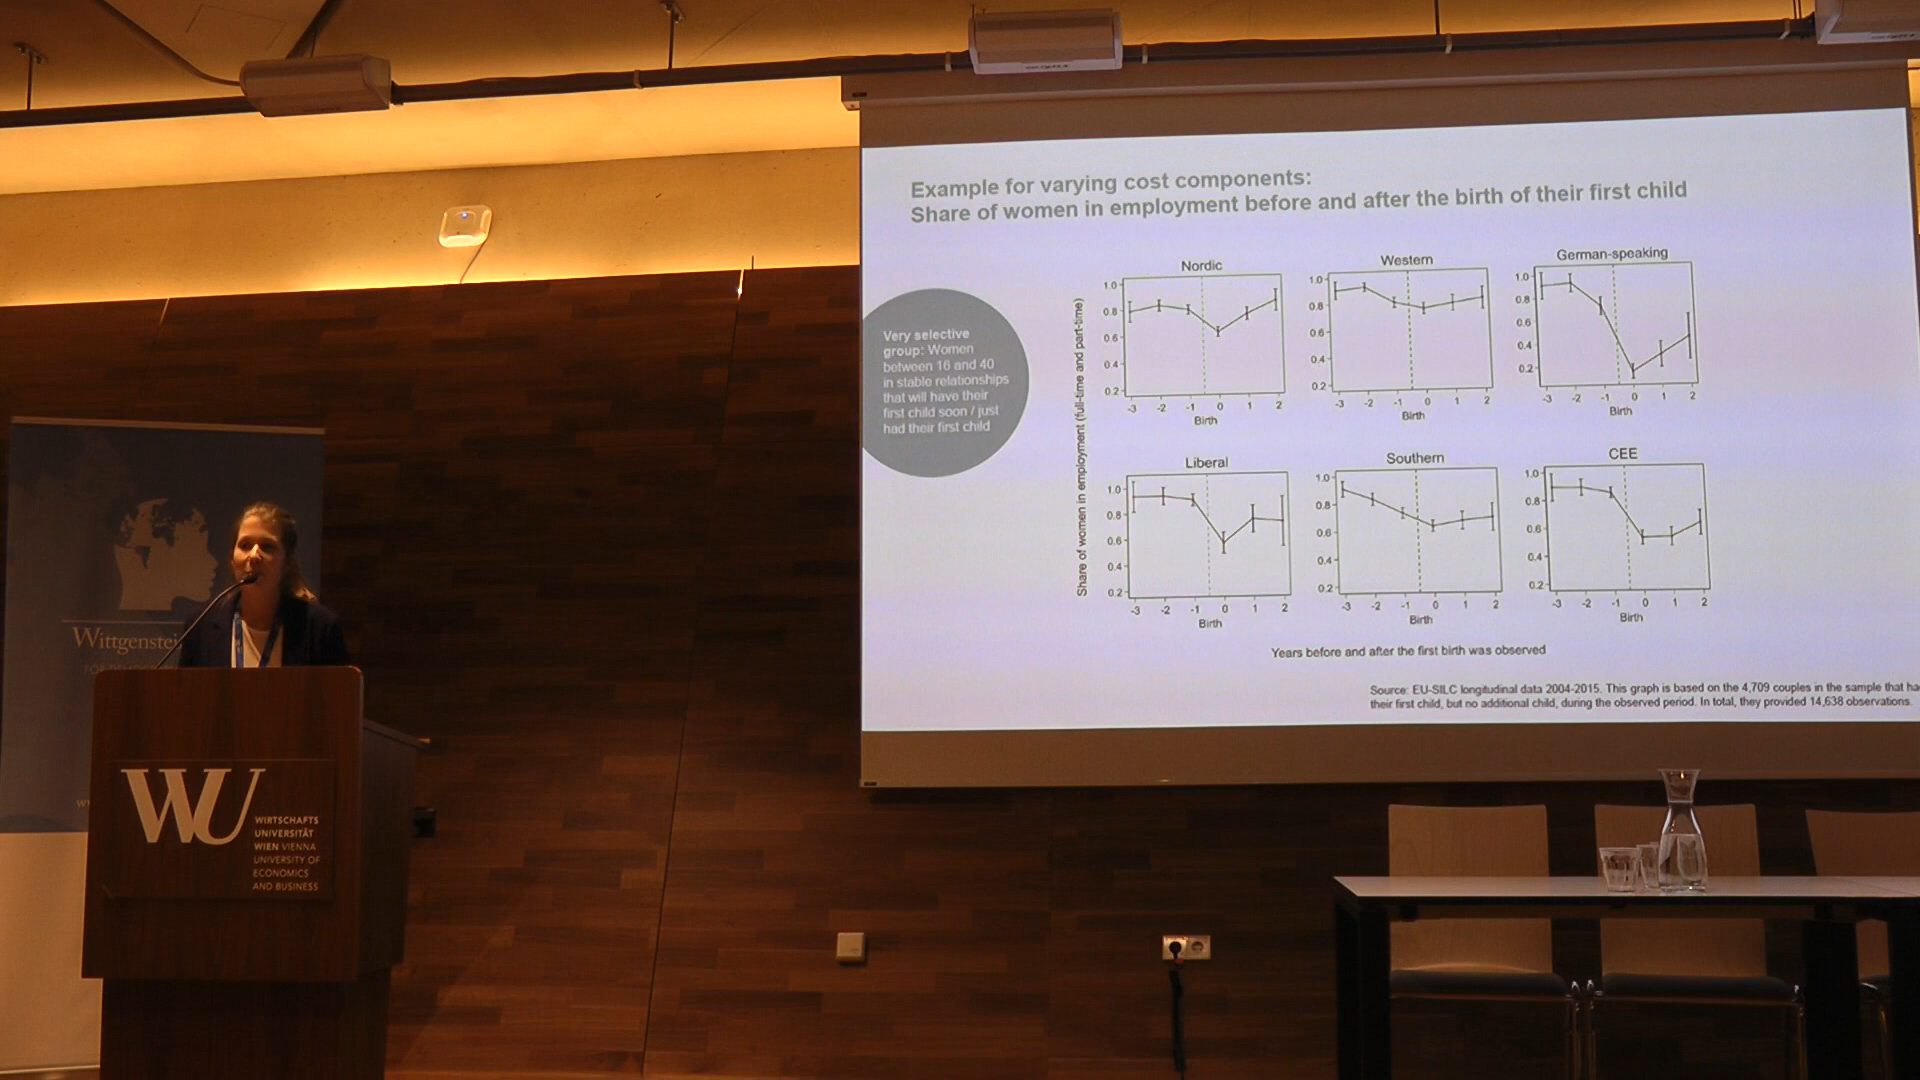 Example for varying cost components:
Share of women in employment before and after the birth of their first child
Very selective
group: Women
between 16 and 40
in stable relationships
that will have their
first child soon / just
had their first child
Share of women in employment (full-time and part-time)
Nordic
1.0
0.8
0.6
0.4
0.2
-3 -2 -1 0 1 2
Birth
Western
1.0
0.8
0.6
0.4
0.2
-3 -2 -1 0 1 2
Birth
German-speaking
1.0
0.8
0.6
0.4
0.2
-3 -2 -1 0 1 2
Birth
Liberal
1.0
0.8
0.6
0.4
0.2
-3 -2 -1 0 1 2
Birth
Southern
1.0
0.8
0.6
0.4
0.2
-3 -2 -1 0 1 2
Birth
CEE
1.0
0.8
0.6
0.4
0.2
-3 -2 -1 0 1 2
Birth
Years before and after the first birth was observed
Source: EU-SILC longitudinal data 2004-2015. This graph is based on the 4,709 couples in the sample that ha
their first child, but no additional child, during the observed period. In total, they provided 14,638 observations.
Wittgenstei
WU
WIRTSCHAFTS
UNIVERSITÄT
WIEN VIENNA
UNIVERSITY OF
ECONOMICS
AND BUSINESS